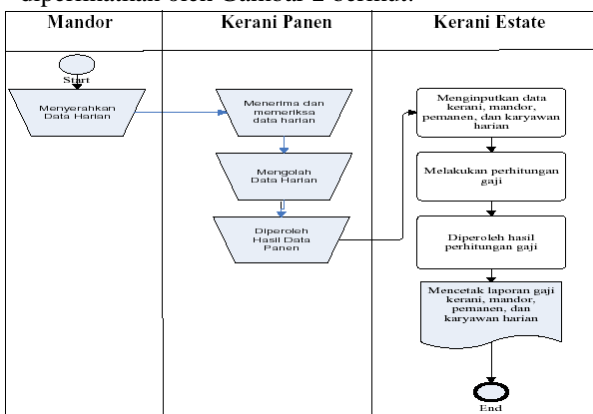 diperlihatkan oleh Gambar 2 berikut:
Mandor
Kerani Panen
Kerani Estate
Start
Menyerahkan
Data Harian
Menerima dan
memeriksa
data harian
Mengolah
Data Harian
Diperoleh
Hasil Data
Panen
Menginputkan data
kerani, mandor,
pemanen, dan karyawan
harian
Melakukan perhitungan
gaji
Diperoleh hasil
perhitungan gaji
Mencetak laporan gaji
kerani, mandor,
pemanen, dan
karyawan harian
End